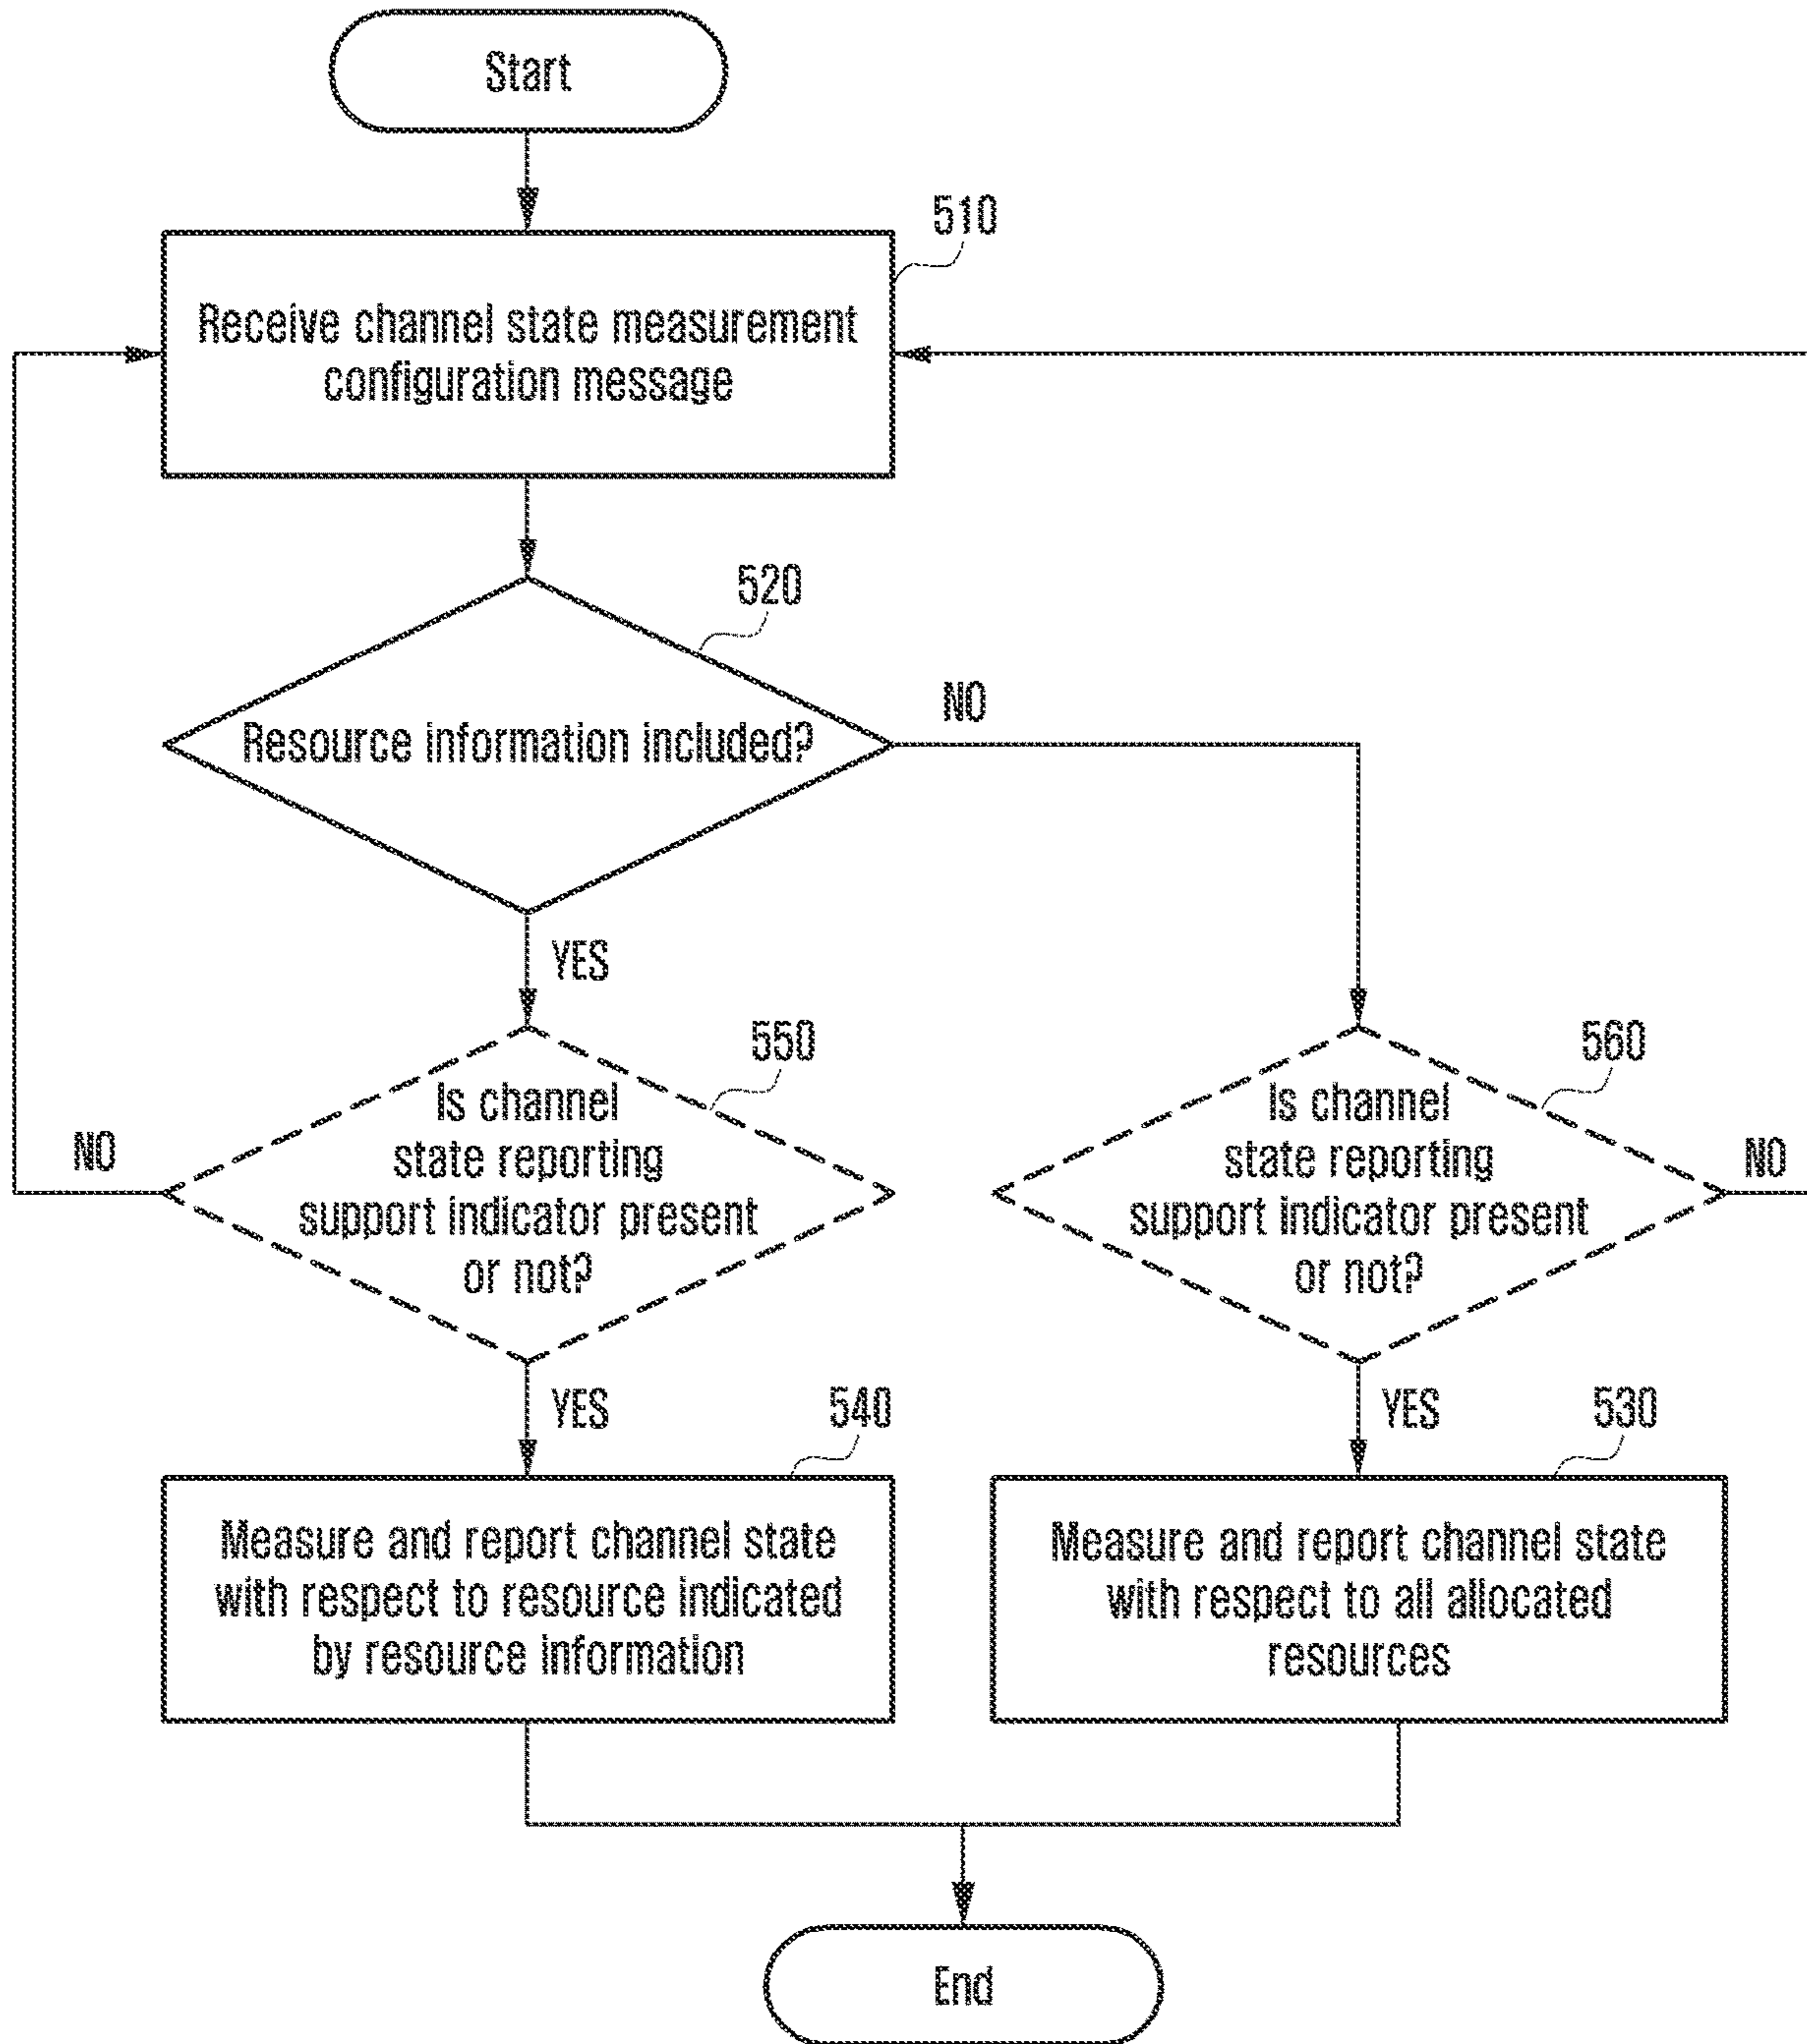 Start
510
Receive channel state measurement
configuration message
520
Resource information included?
NO
YES
550
Is channel
state reporting
support indicator present
or not?
NO
560
Is channel
state reporting
support indicator present
or not?
NO
YES
540
Measure and report channel state
with respect to resource indicated
by resource information
YES
530
Measure and report channel state
with respect to all allocated
resources
End